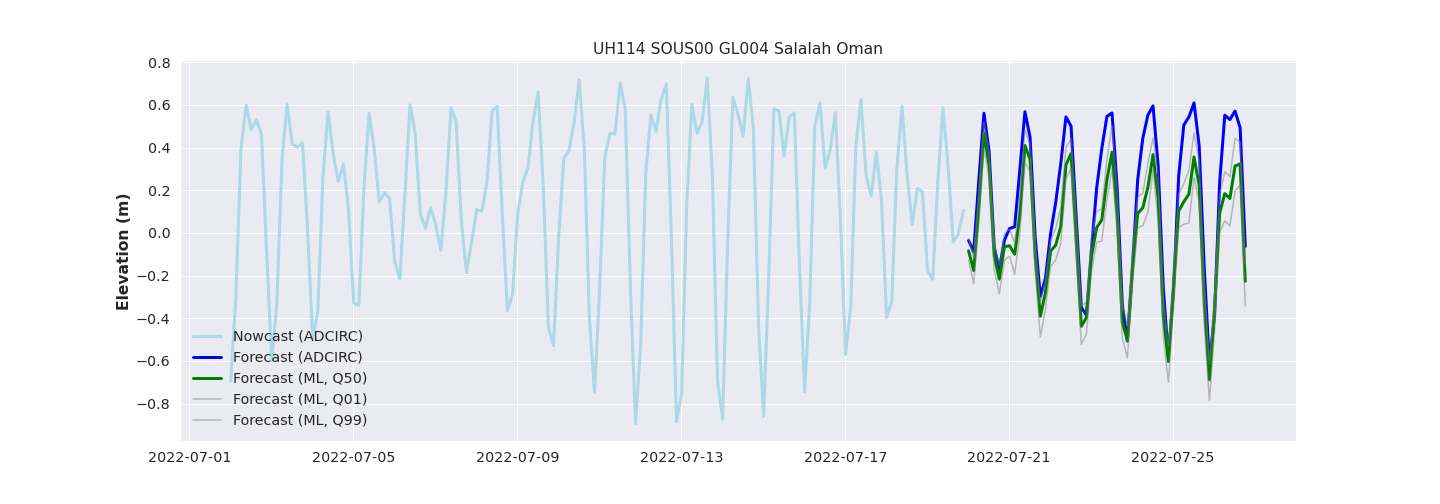 UH114 SOUS00 GL004 Salalah Oman
Elevation (m)
0.8
0.6
0.4
0.2
0.0
−0.2
−0.4
−0.6
−0.8
Nowcast (ADCIRC)
Forecast (ADCIRC)
Forecast (ML, Q50)
Forecast (ML, Q01)
Forecast (ML, Q99)
2022-07-01 2022-07-05 2022-07-09 2022-07-13 2022-07-17 2022-07-21 2022-07-25